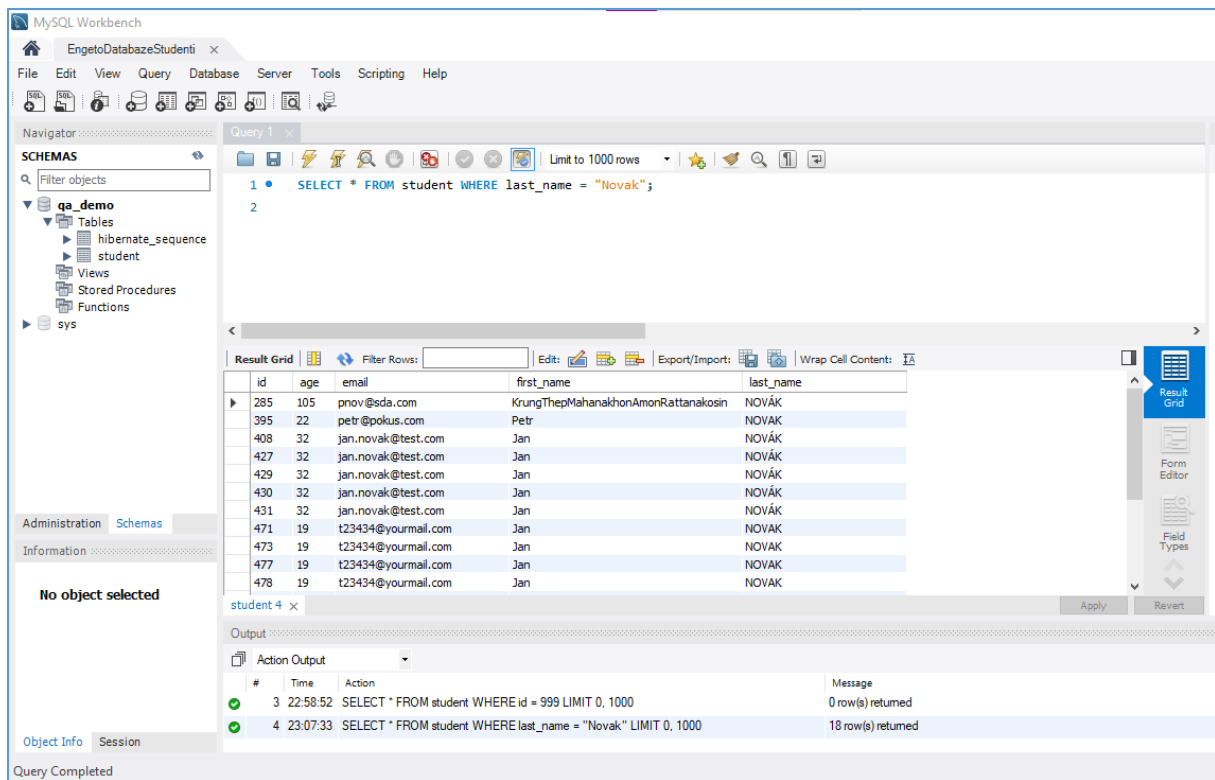 MySQL Workbench
EngetoDatabazeStudenti ×
File Edit View Query Database Server Tools Scripting Help
Navigator
SCHEMAS
Filter objects
qa_demo
Tables
hibernate_sequence
student
Views
Stored Procedures
Functions
sys
Administration Schemas
Information
No object selected
Object Info Session
Query 1 ×
Limit to 1000 rows
1 SELECT * FROM student WHERE last_name = "Novak";
2
Result Grid Filter Rows: Edit: Export/Import: Wrap Cell Content:
id age email first_name last_name
285 105 pnov@sda.com KrungThepMahanakhonAmonRattanakosin NOVÁK
395 22 petr@pokus.com Petr NOVAK
408 32 jan.novak@test.com Jan NOVÁK
427 32 jan.novak@test.com Jan NOVÁK
429 32 jan.novak@test.com Jan NOVÁK
430 32 jan.novak@test.com Jan NOVÁK
431 32 jan.novak@test.com Jan NOVÁK
471 19 t23434@yourmail.com Jan NOVAK
473 19 t23434@yourmail.com Jan NOVAK
477 19 t23434@yourmail.com Jan NOVAK
478 19 t23434@yourmail.com Jan NOVAK
Result
Grid
Form
Editor
Field
Types
student 4 ×
Apply Revert
Output
Action Output
# Time Action Message
3 22:58:52 SELECT * FROM student WHERE id = 999 LIMIT 0, 1000 0 row(s) returned
4 23:07:33 SELECT * FROM student WHERE last_name = "Novak" LIMIT 0, 1000 18 row(s) returned
Query Completed